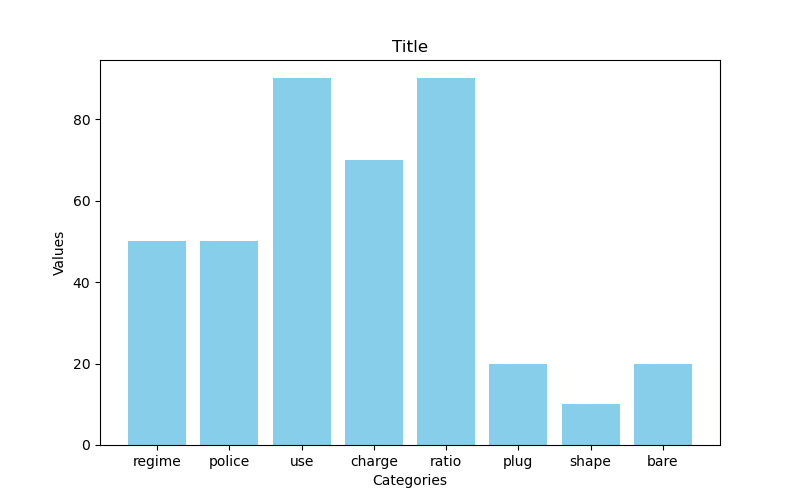 Title
Values
80
60
40
20
0
regime police use charge ratio plug shape bare
Categories